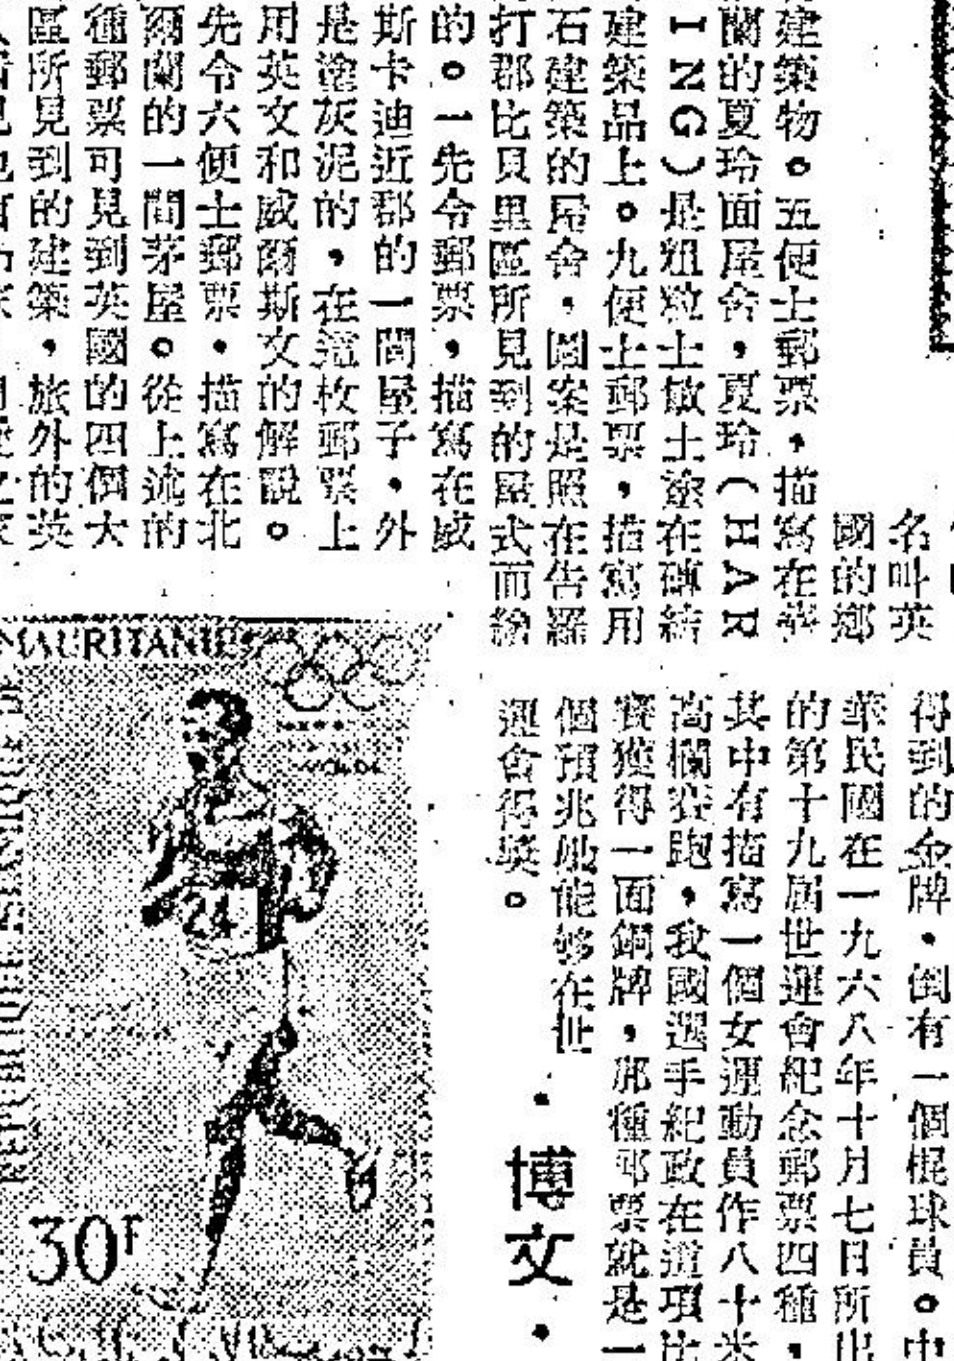 名叫英
國的鄉
建築物。五便士郵票，描寫在蘇
蘭的夏玲面屋舍，夏玲（HAR
ING）是粗粒士敏土塗在磚結
建築品上。九便士郵票，描寫用
石建築的屋舍，圖案是照在告羅
打郡比貝里區所見到的屋式而繪
的。一先令郵票，描寫在威
斯卡迪近郡的一間屋子，外
是塗灰泥的，在這枚郵票上
用英文和威爾斯文的解說。
先令六便士郵票，描寫在北
爾蘭的一間茅屋。從上述的
種郵票可見到英國的四個大
區所見到的建築，旅外的英
得到的金牌，倒有一個棍球員。中
華民國在一九六八年十月七日所出
的第十九屆世運會紀念郵票四種，
其中有描寫一個女運動員作八十米
高欄賽跑，我國選手紀政在這項比
賽獲得一面銅牌，那種郵票就是一
個預兆她能够在世
運會得獎。
·博文·
MAURITANIE
24
30F